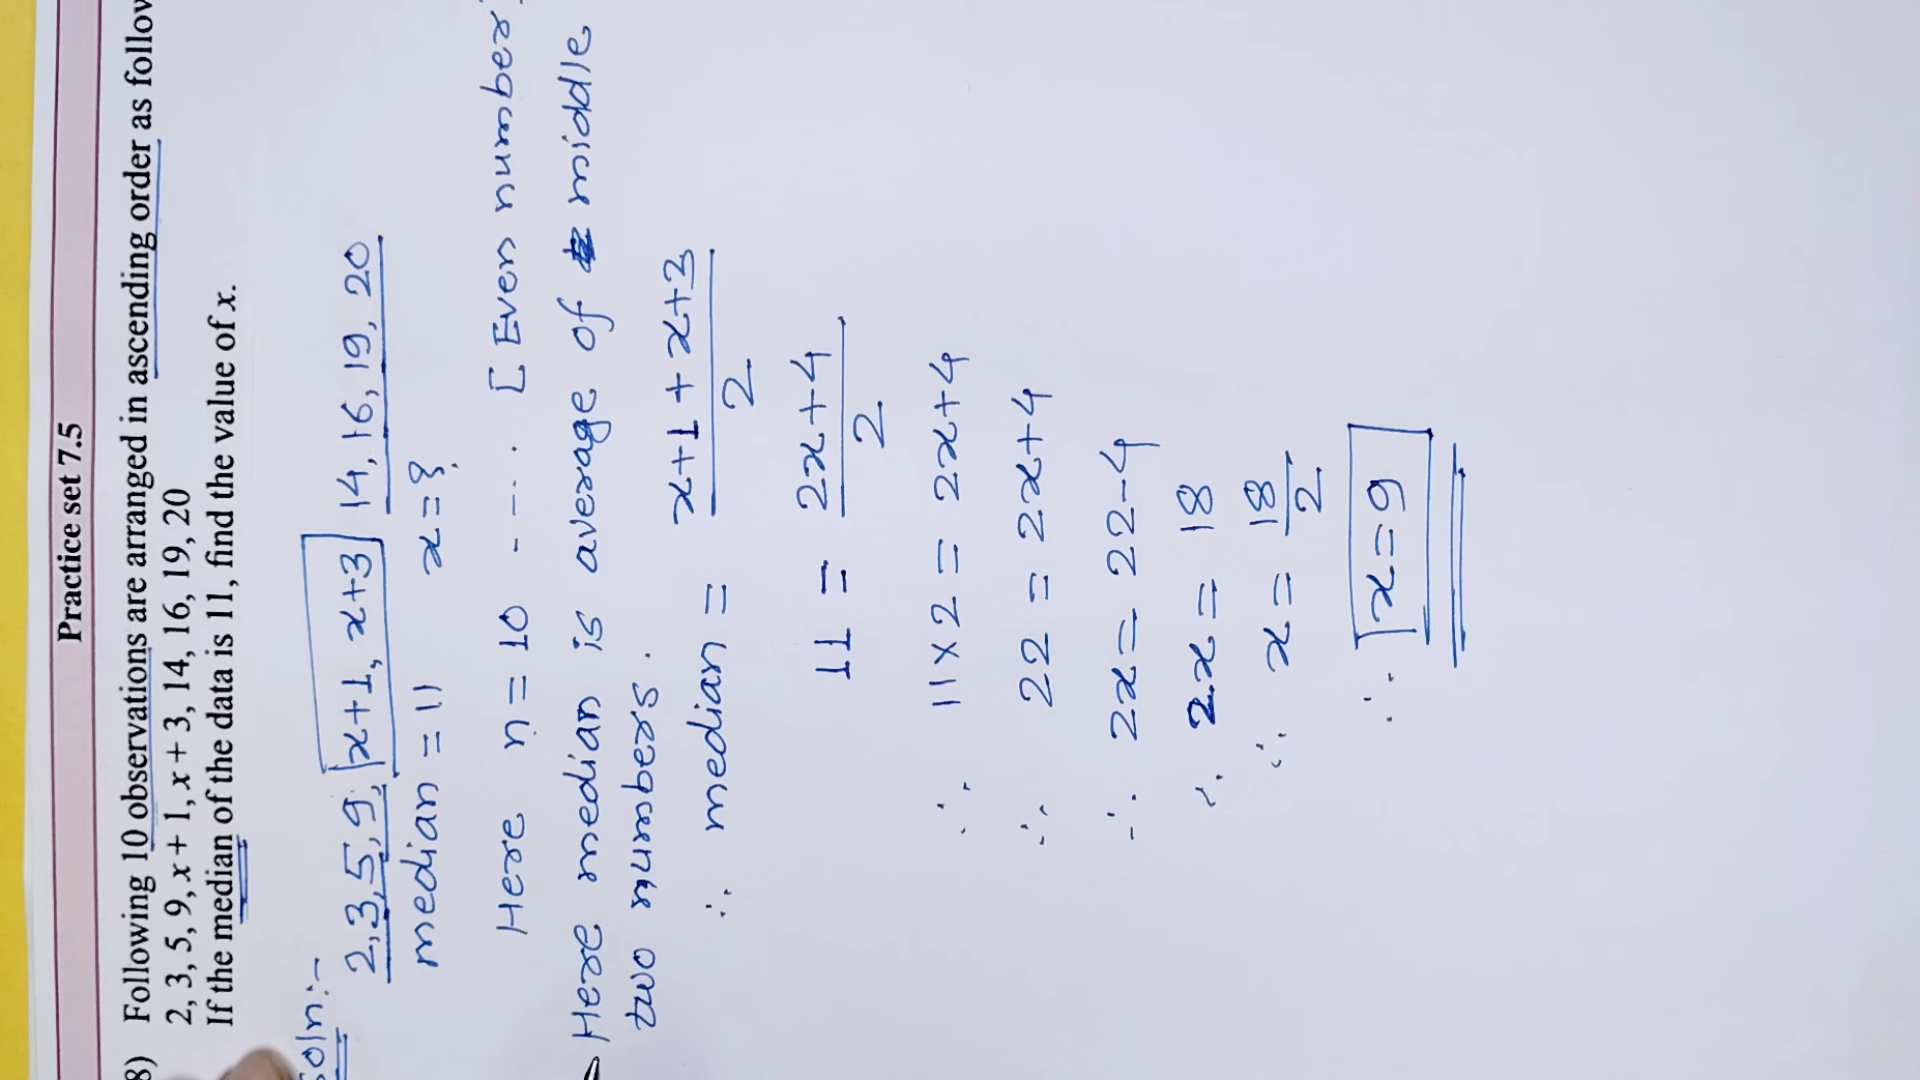 Practice set 7.5
8) Following 10 observations are arranged in ascending order as follow
2, 3, 5, 9, x + 1, x + 3, 14, 16, 19, 20
If the median of the data is 11, find the value of x.
soln:-
2,3,5,9, x+1, x+3 14, 16, 19, 20
median = 11 x = ?
Here n = 10 ---- [ Even number
Here median is average of middle
two numbers.
∴ median = x+1+x+3 / 2
11 = 2x+4 / 2
∴ 11 x 2 = 2x+4
∴ 22 = 2x+4
∴ 2x = 22-4
∴ 2x = 18
∴ x = 18 / 2
∴ x = 9